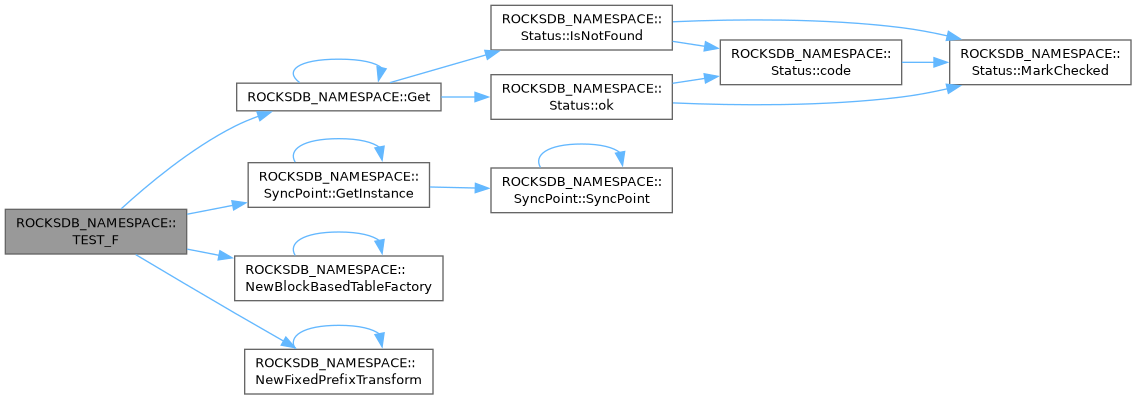 ROCKSDB_NAMESPACE::
TEST_F
ROCKSDB_NAMESPACE::Get
ROCKSDB_NAMESPACE::
Status::IsNotFound
ROCKSDB_NAMESPACE::
Status::code
ROCKSDB_NAMESPACE::
Status::MarkChecked
ROCKSDB_NAMESPACE::
Status::ok
ROCKSDB_NAMESPACE::
SyncPoint::GetInstance
ROCKSDB_NAMESPACE::
SyncPoint::SyncPoint
ROCKSDB_NAMESPACE::
NewBlockBasedTableFactory
ROCKSDB_NAMESPACE::
NewFixedPrefixTransform